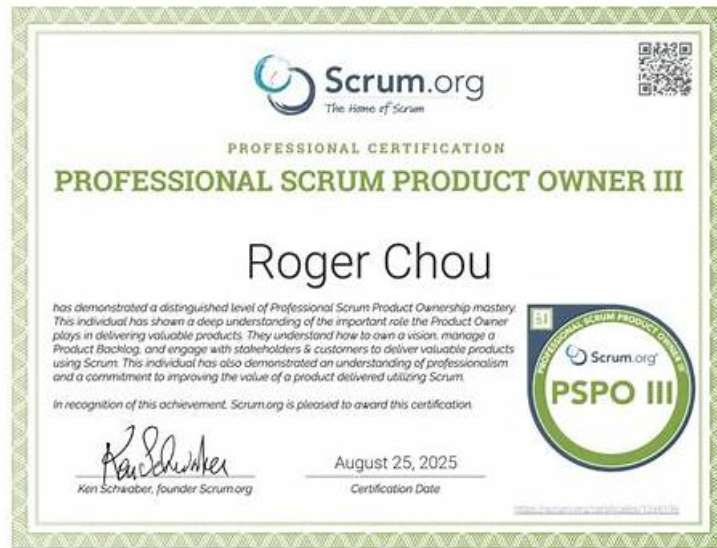 Scrum.org
The Home of Scrum
PROFESSIONAL CERTIFICATION
PROFESSIONAL SCRUM PRODUCT OWNER III
Roger Chou
has demonstrated a distinguished level of Professional Scrum Product Ownership mastery.
This individual has shown a deep understanding of the important role the Product Owner
plays in delivering valuable products. They understand how to own a vision, manage a
Product Backlog, and engage with stakeholders & customers to deliver valuable products
using Scrum. This individual has also demonstrated an understanding of professionalism
and a commitment to improving the value of a product delivered utilizing Scrum.
In recognition of this achievement, Scrum.org is pleased to award this certification.
PROFESSIONAL SCRUM PRODUCT OWNER III
Scrum.org
PSPO III
Ken Schwaber
August 25, 2025
Ken Schwaber, founder Scrum.org
Certification Date